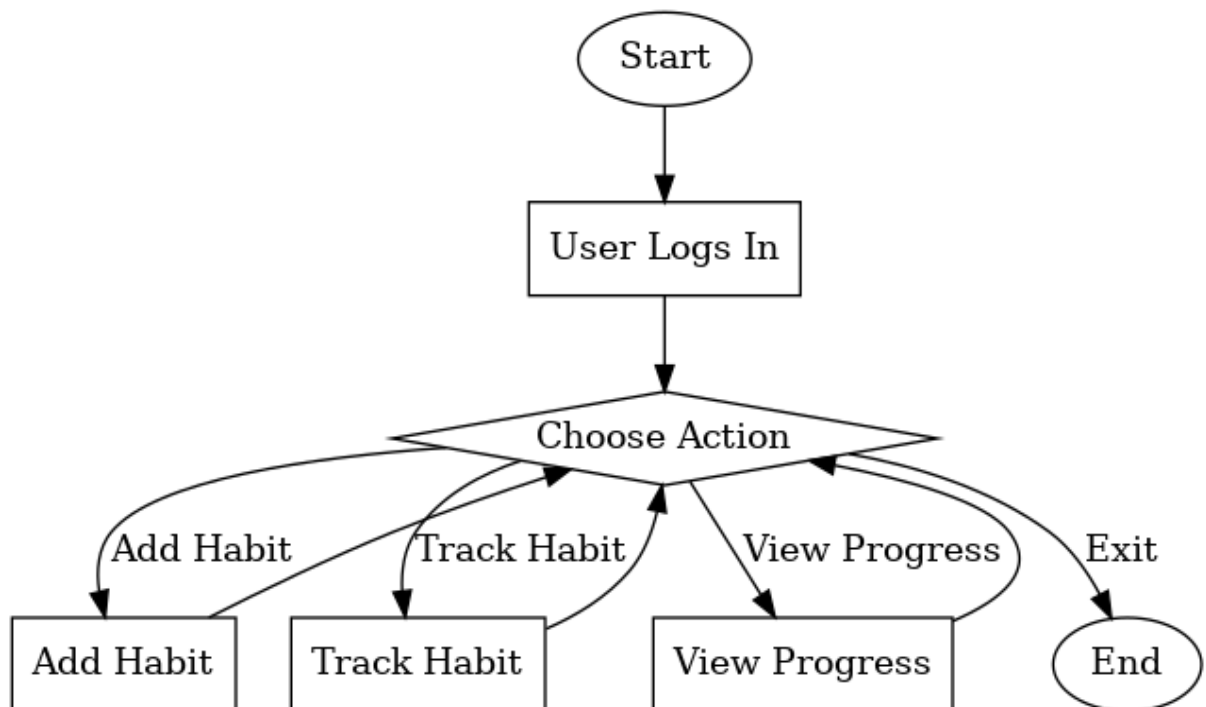 Start
User Logs In
Choose Action
Add Habit
Track Habit
View Progress
Exit
Add Habit
Track Habit
View Progress
End